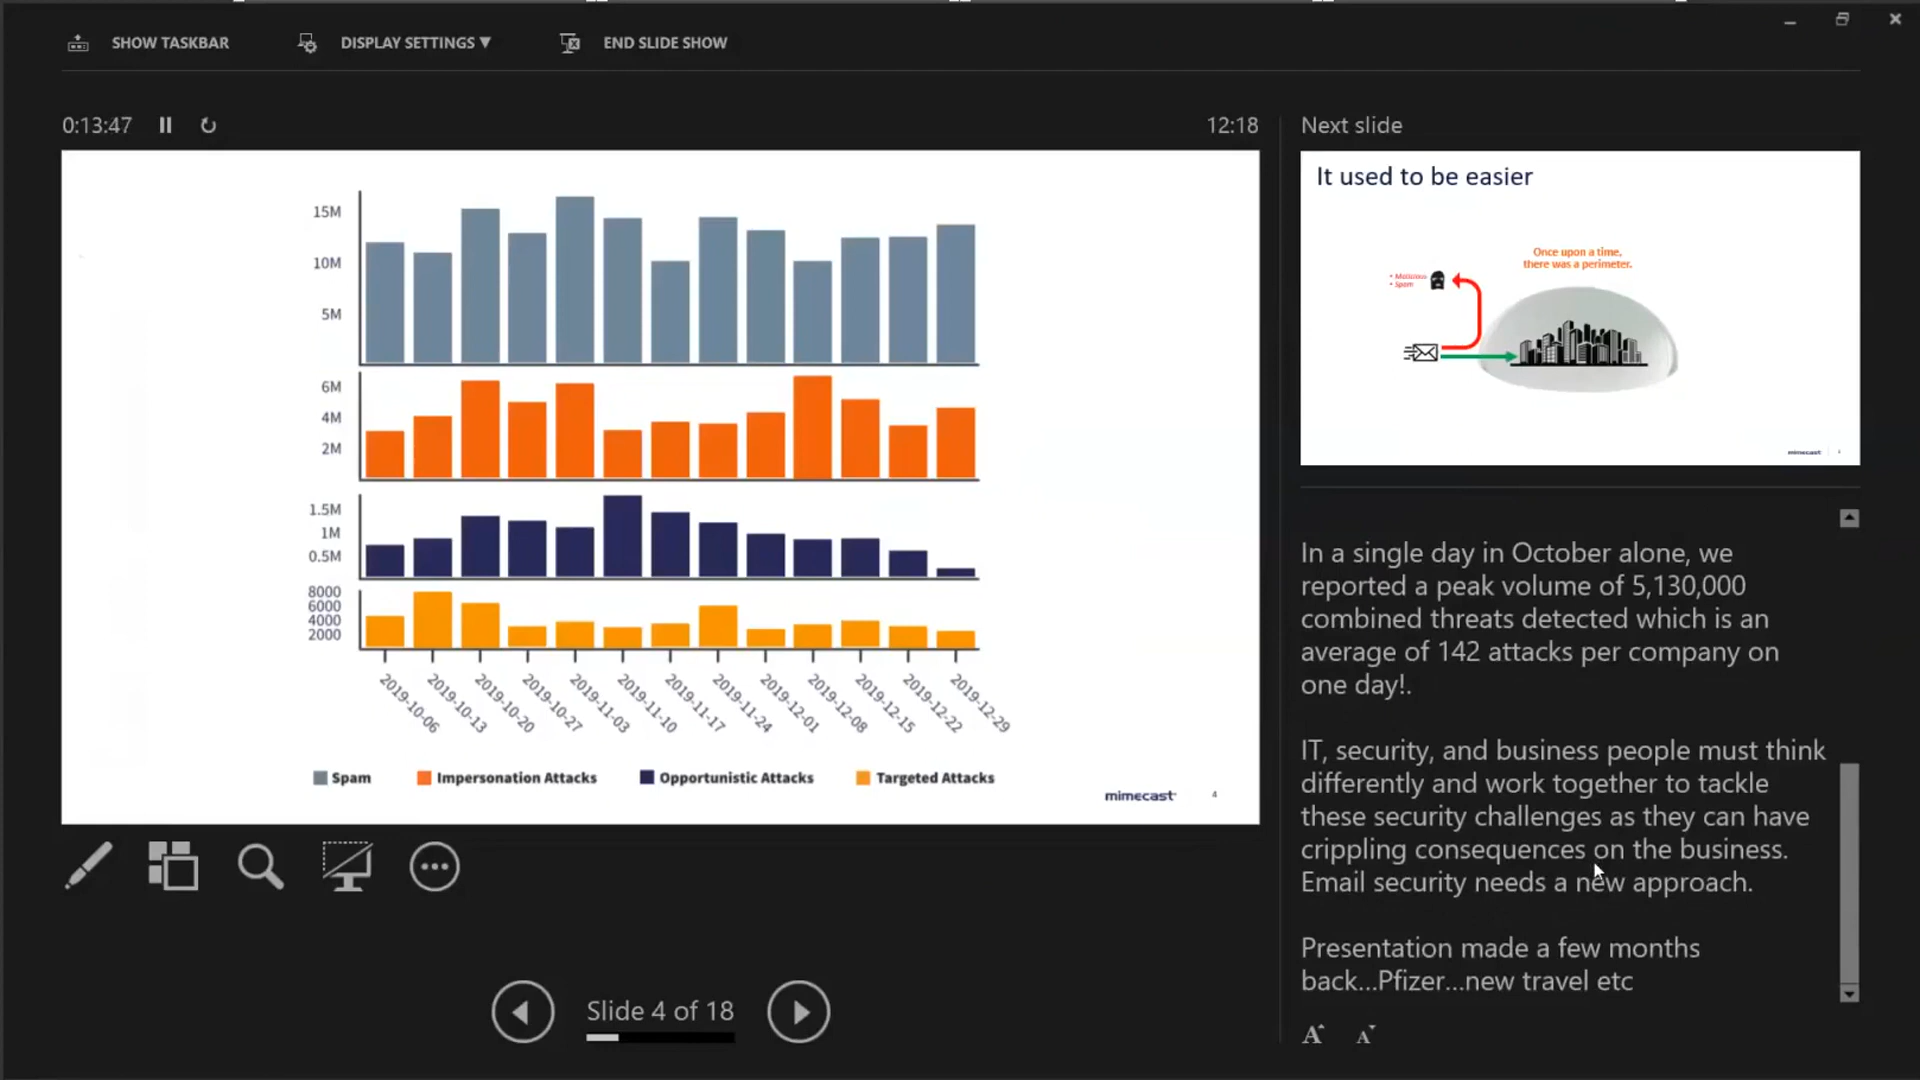 SHOW TASKBAR
DISPLAY SETTINGS ▼
END SLIDE SHOW
0:13:47
12:18
15M
10M
5M
6M
4M
2M
1.5M
1M
0.5M
8000
6000
4000
2000
2019-10-06
2019-10-13
2019-10-20
2019-10-27
2019-11-03
2019-11-10
2019-11-17
2019-11-24
2019-12-01
2019-12-08
2019-12-15
2019-12-22
2019-12-29
Spam
Impersonation Attacks
Opportunistic Attacks
Targeted Attacks
mimecast
4
Slide 4 of 18
Next slide
It used to be easier
Once upon a time,
there was a perimeter.
• Malicious
• Spam
mimecast
In a single day in October alone, we
reported a peak volume of 5,130,000
combined threats detected which is an
average of 142 attacks per company on
one day!.
IT, security, and business people must think
differently and work together to tackle
these security challenges as they can have
crippling consequences on the business.
Email security needs a new approach.
Presentation made a few months
back...Pfizer...new travel etc
A
A